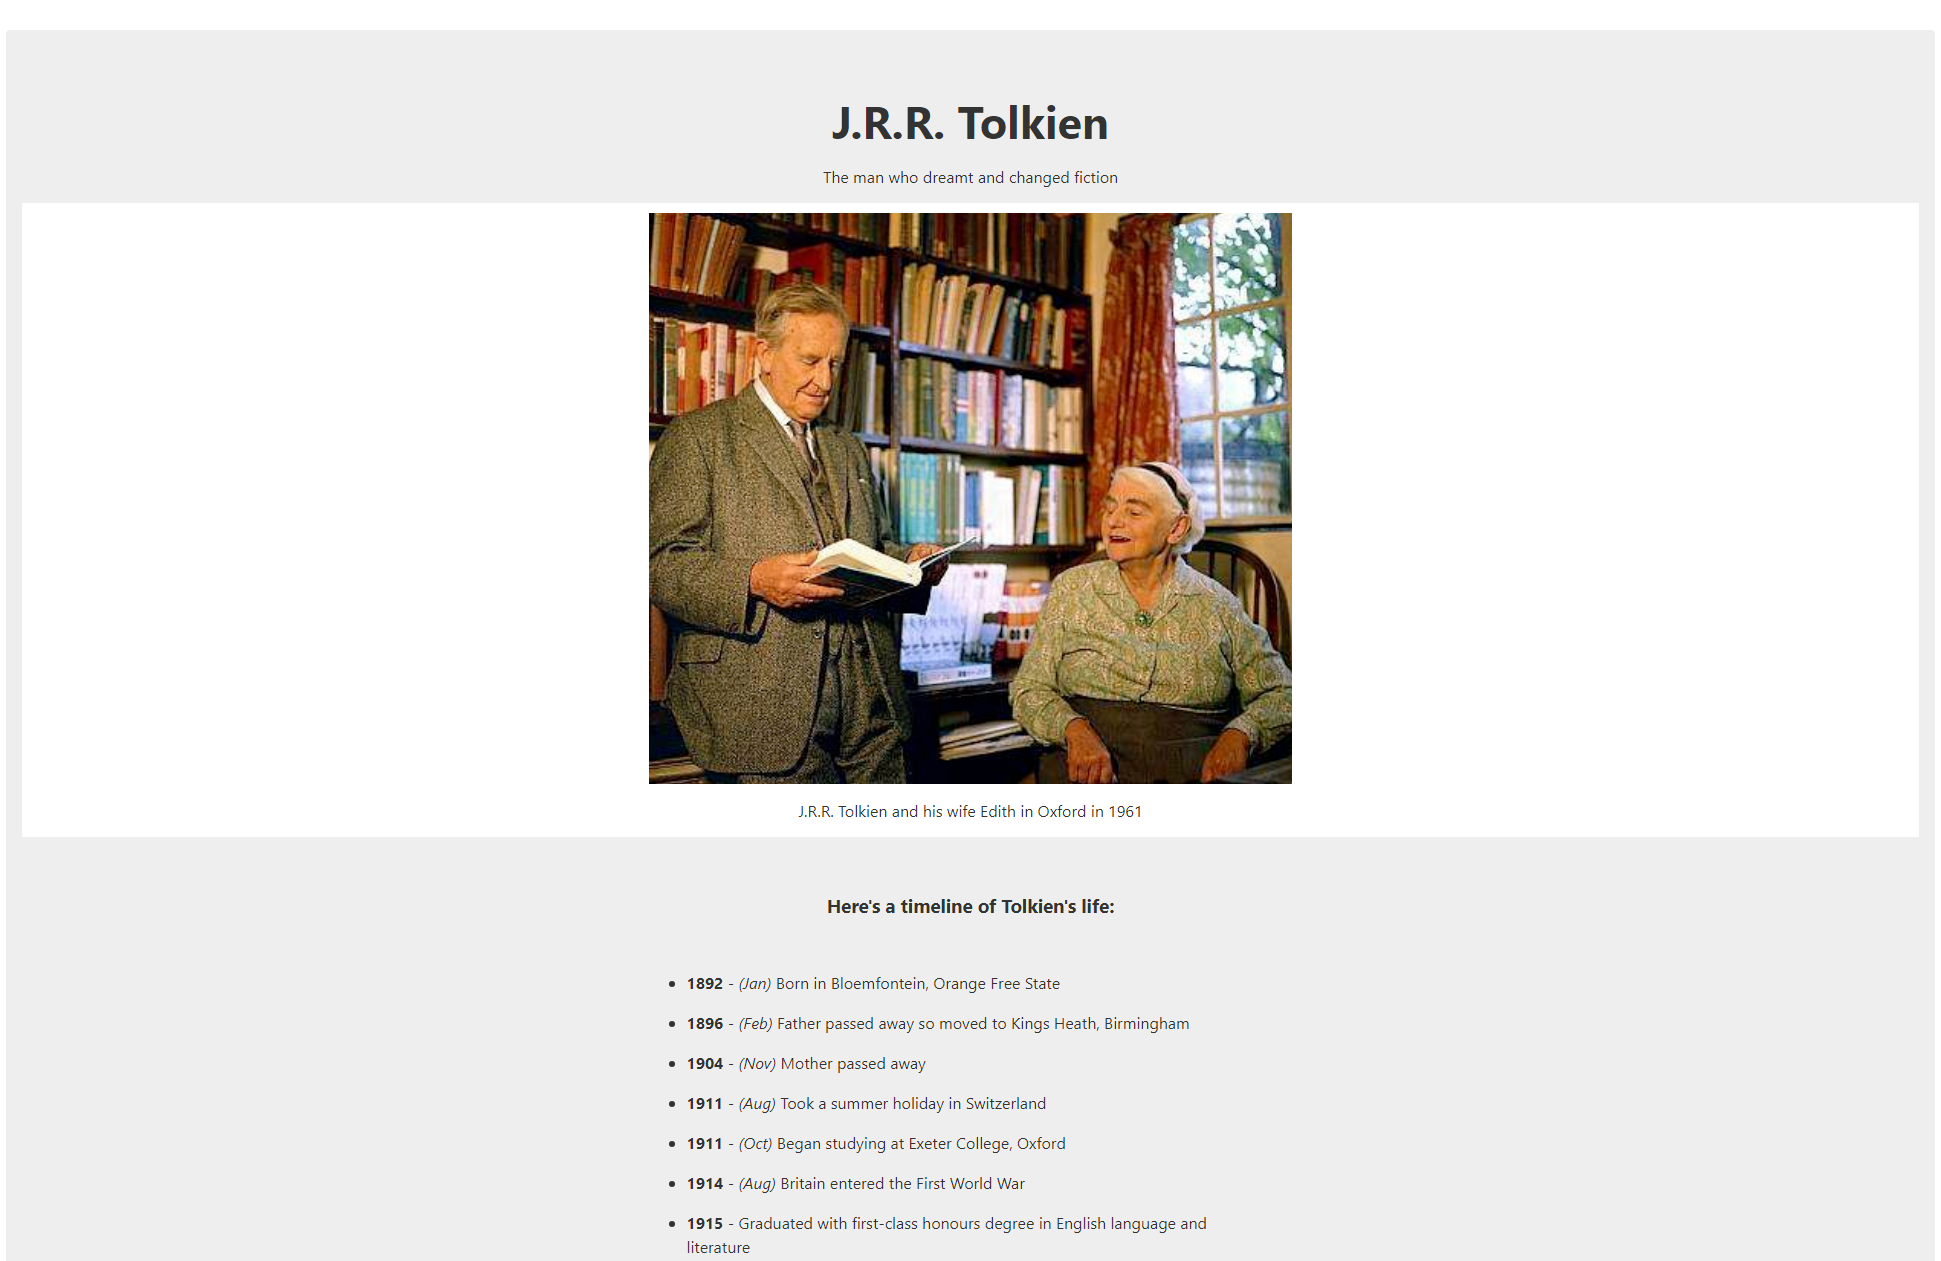 J.R.R. Tolkien
The man who dreamt and changed fiction
J.R.R. Tolkien and his wife Edith in Oxford in 1961
Here's a timeline of Tolkien's life:
1892 - (Jan) Born in Bloemfontein, Orange Free State
1896 - (Feb) Father passed away so moved to Kings Heath, Birmingham
1904 - (Nov) Mother passed away
1911 - (Aug) Took a summer holiday in Switzerland
1911 - (Oct) Began studying at Exeter College, Oxford
1914 - (Aug) Britain entered the First World War
1915 - Graduated with first-class honours degree in English language and
literature